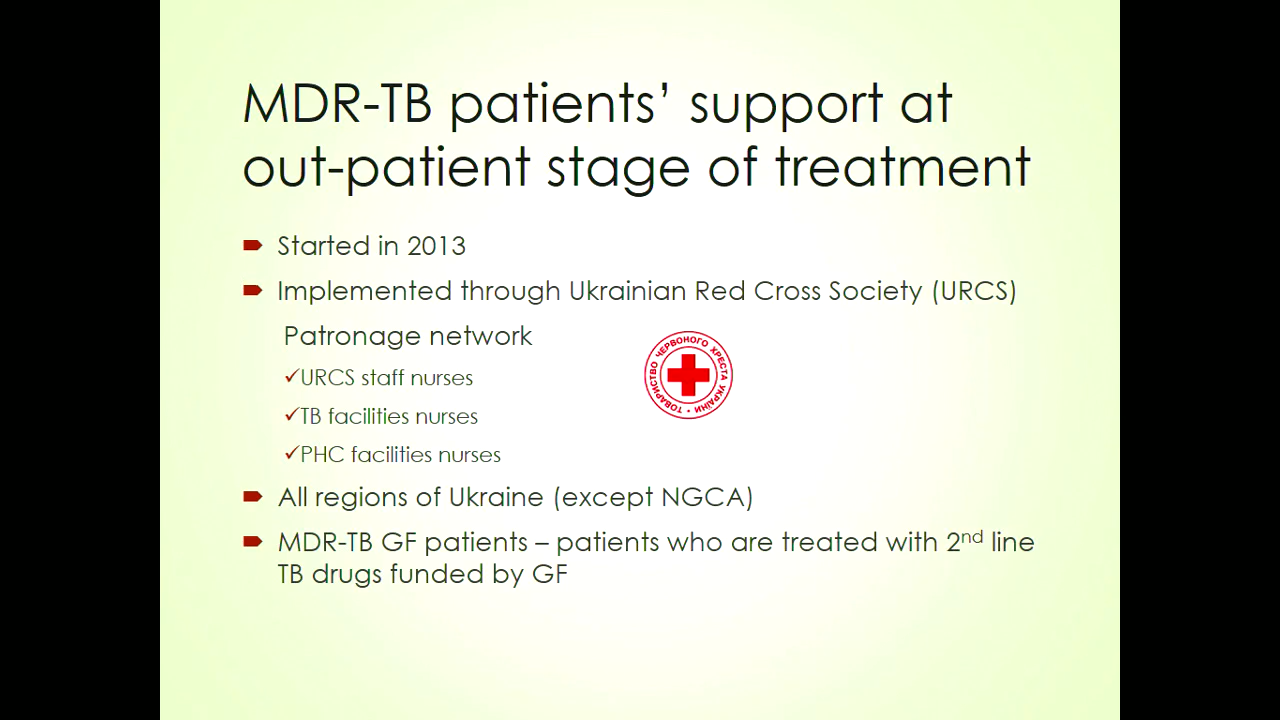 MDR-TB patients’ support at
out-patient stage of treatment
Started in 2013
Implemented through Ukrainian Red Cross Society (URCS)
Patronage network
✓URCS staff nurses
✓TB facilities nurses
✓PHC facilities nurses
ТОВАРИСТВО ЧЕРВОНОГО ХРЕСТА УКРАЇНИ •
All regions of Ukraine (except NGCA)
MDR-TB GF patients – patients who are treated with 2nd line
TB drugs funded by GF